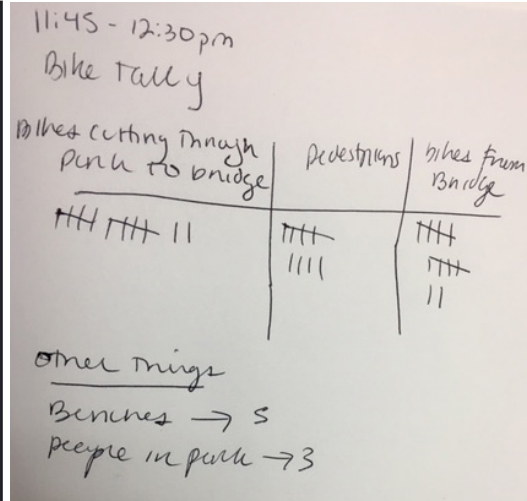 11:45 - 12:30pm
Bike Tally
Bikes cutting Through park to bridge
Pedestrians
bikes from Bridge
Other Things
Benches → 5
people in park → 3